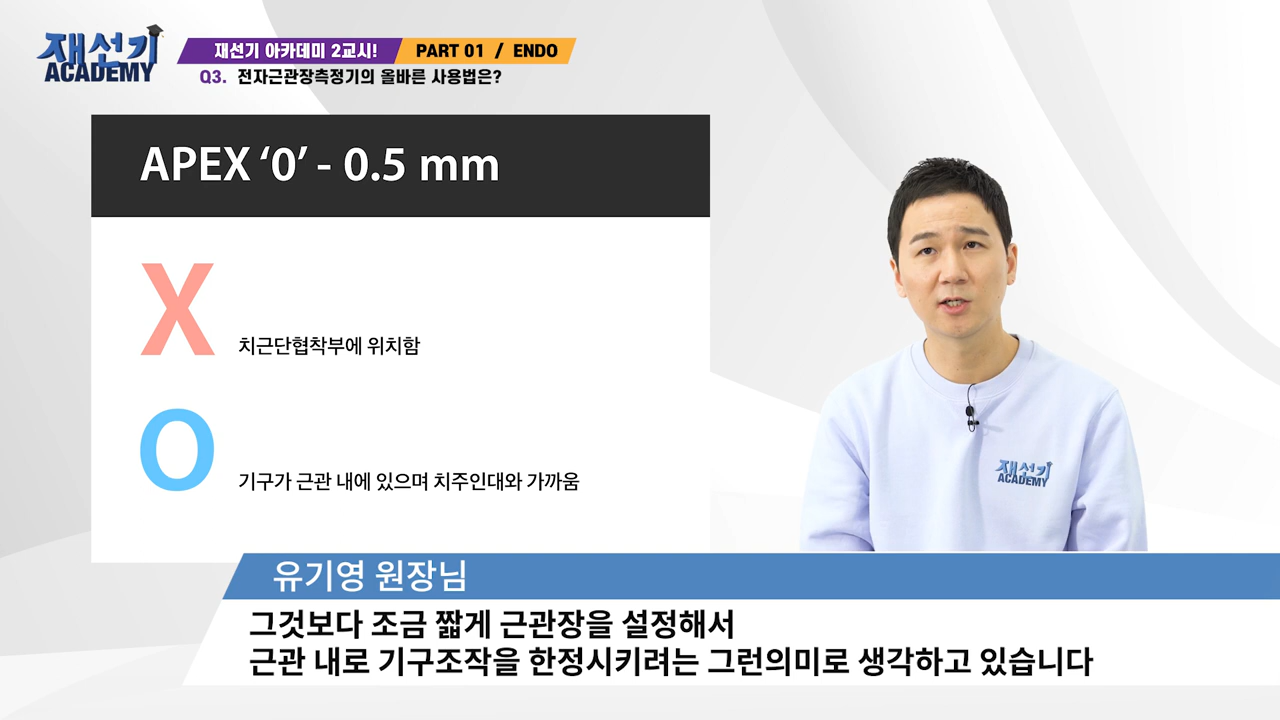 재선기
ACADEMY
재선기 아카데미 2교시!
PART 01 / ENDO
Q3. 전자근관장측정기의 올바른 사용법은?
APEX ‘0’ - 0.5 mm
X
치근단협착부에 위치함
O
기구가 근관 내에 있으며 치주인대와 가까움
재선기
ACADEMY
유기영 원장님
그것보다 조금 짧게 근관장을 설정해서
근관 내로 기구조작을 한정시키려는 그런의미로 생각하고 있습니다